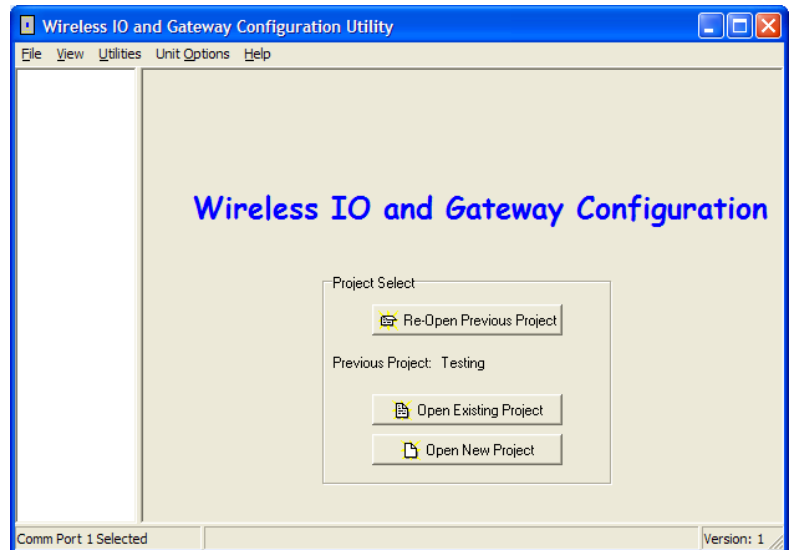 Wireless IO and Gateway Configuration Utility
File View Utilities Unit Options Help
Wireless IO and Gateway Configuration
Project Select
Re-Open Previous Project
Previous Project: Testing
Open Existing Project
Open New Project
Comm Port 1 Selected
Version: 1